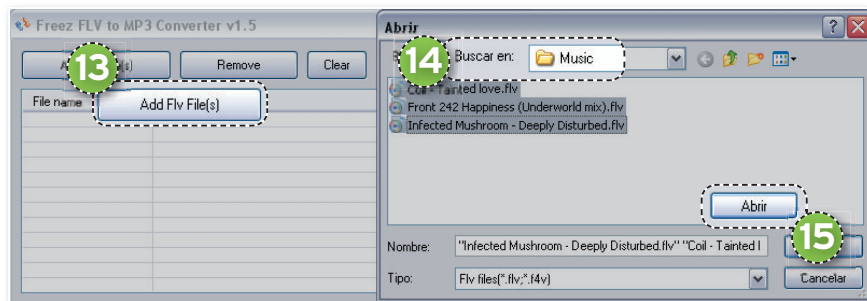 Freez FLV to MP3 Converter v1.5
13
Remove
Clear
File name
Add Flv File(s)
Abrir
14
Buscar en:
Music
Coil - Tainted love.flv
Front 242 Happiness (Underworld mix).flv
Infected Mushroom - Deeply Disturbed.flv
Abrir
15
Nombre:
"Infected Mushroom - Deeply Disturbed.flv" "Coil - Tainted l
Tipo:
Flv files(*.flv;*.f4v)
Cancelar